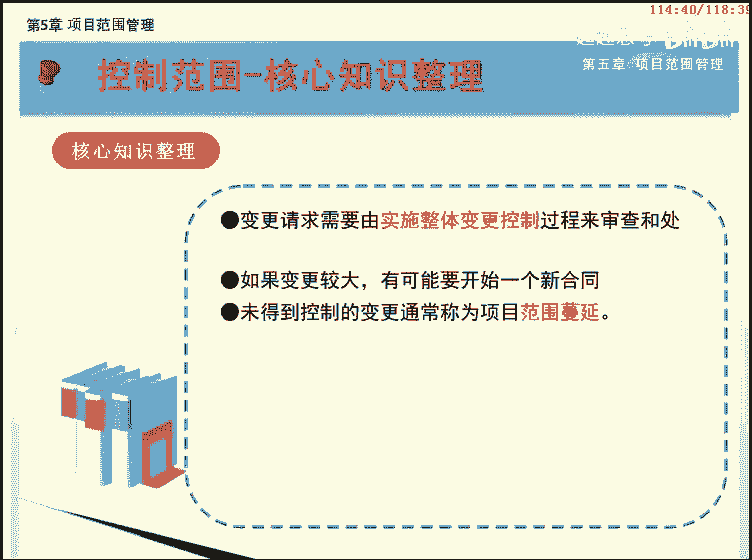 114:40/118:39
第5章 项目范围管理
控制范围-核心知识整理
第五章 项目范围管理
核心知识整理
●变更请求需要由实施整体变更控制过程来审查和处
●如果变更较大，有可能要开始一个新合同
●未得到控制的变更通常称为项目范围蔓延。